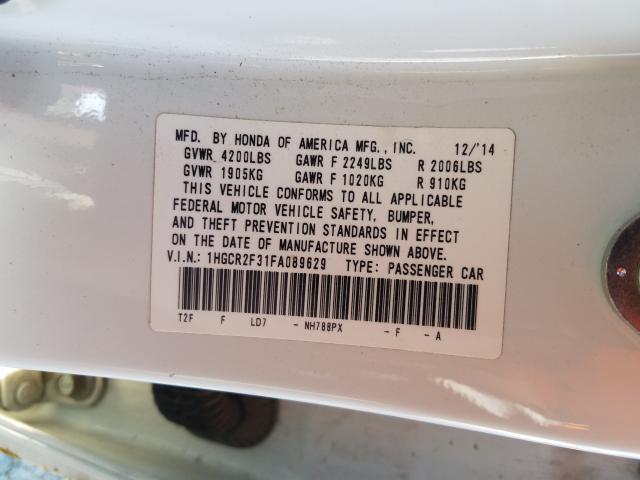 MFD. BY HONDA OF AMERICA MFG., INC. 12/'14
GVWR 4200LBS GAWR F 2249LBS R 2006LBS
GVWR 1905KG GAWR F 1020KG R 910KG
THIS VEHICLE CONFORMS TO ALL APPLICABLE
FEDERAL MOTOR VEHICLE SAFETY, BUMPER,
AND THEFT PREVENTION STANDARDS IN EFFECT
ON THE DATE OF MANUFACTURE SHOWN ABOVE.
V.I.N.: 1HGCR2F31FA089629 TYPE: PASSENGER CAR
T2F F LD7 - NH788PX - F - A